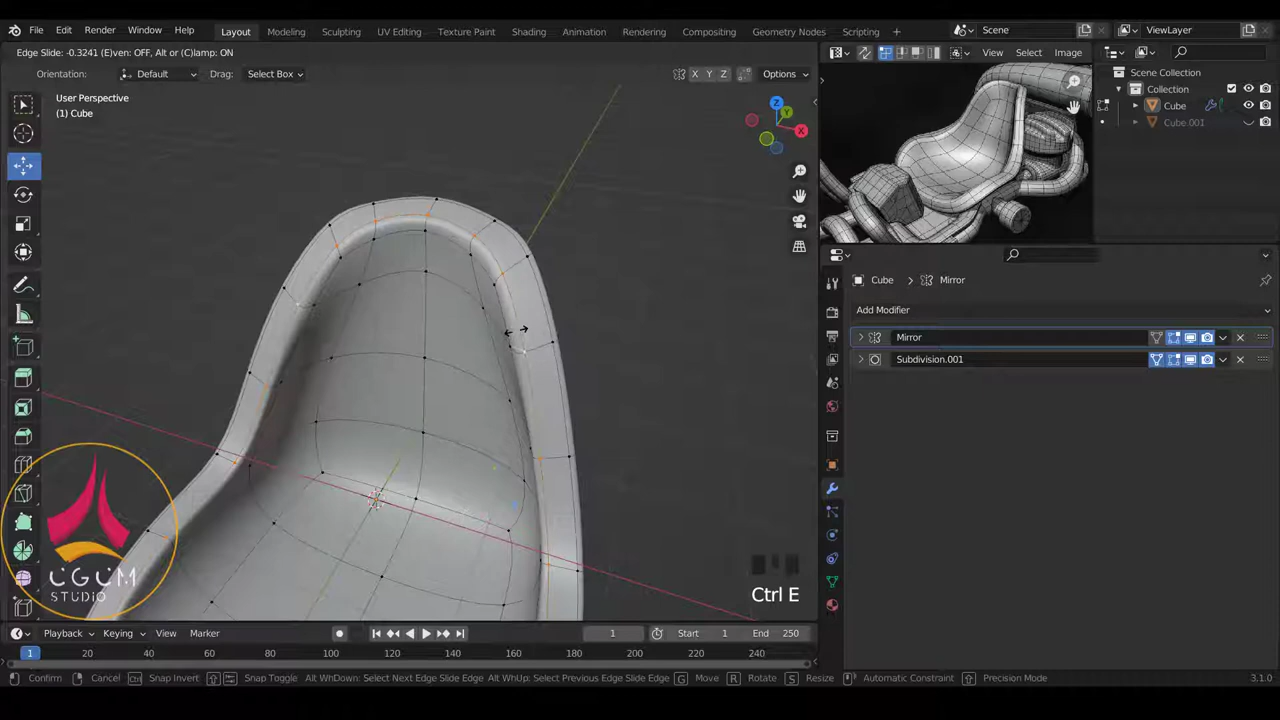 File Edit Render Window Help Layout Modeling Sculpting UV Editing Texture Paint Shading Animation Rendering Compositing Geometry Nodes Scripting Scene ViewLayer
Edge Slide: -0.3241 (E)ven: OFF, Alt or (C)lamp: ON
View Select Image
Orientation: Default Drag: Select Box X Y Z Options
Scene Collection
Collection
Cube
Cube.001
User Perspective
(1) Cube
Z
Y
X
Cube Mirror
Add Modifier
Mirror
Subdivision.001
UGUM
STUDIO
Ctrl E
Playback Keying View Marker 1 Start 1 End 250
1 20 40 60 80 100 120 140 160 180 200 220 240
Confirm Cancel Ctrl Snap Invert Snap Toggle Alt WhDown: Select Next Edge Slide Edge Alt WhUp: Select Previous Edge Slide Edge G Move R Rotate S Resize Automatic Constraint Precision Mode 3.1.0